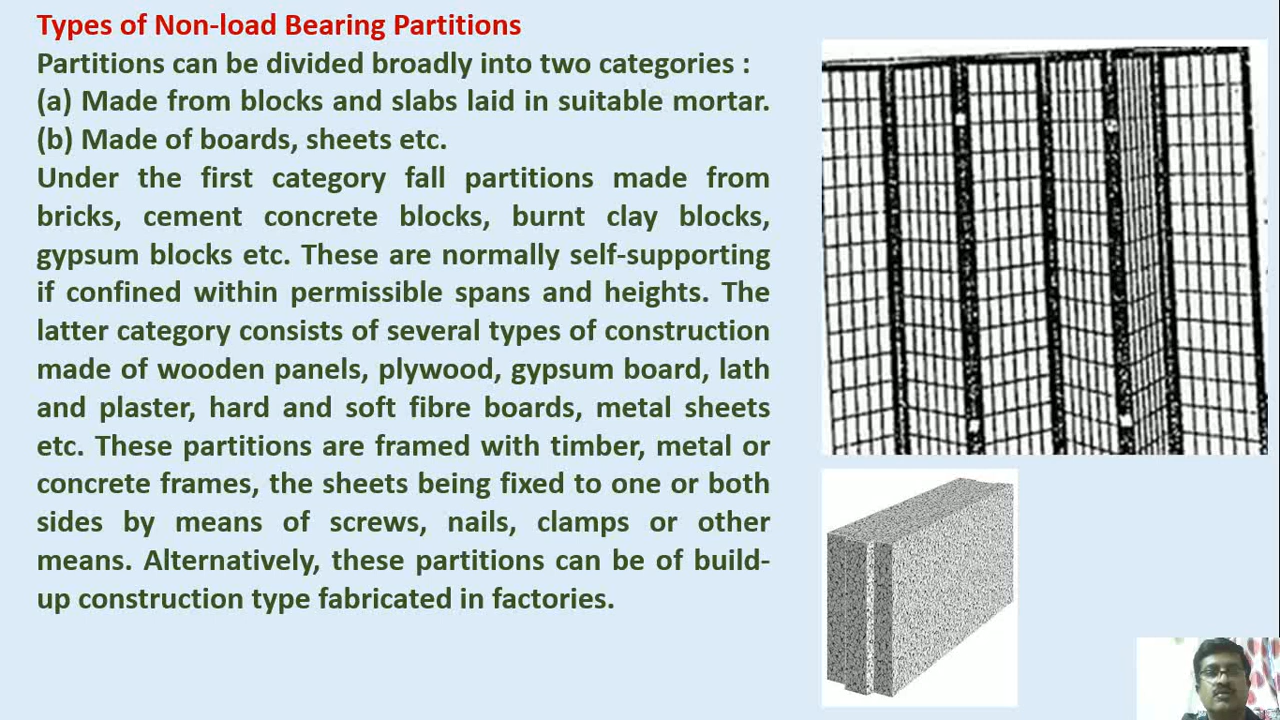 Types of Non-load Bearing Partitions
Partitions can be divided broadly into two categories :
(a) Made from blocks and slabs laid in suitable mortar.
(b) Made of boards, sheets etc.
Under the first category fall partitions made from
bricks, cement concrete blocks, burnt clay blocks,
gypsum blocks etc. These are normally self-supporting
if confined within permissible spans and heights. The
latter category consists of several types of construction
made of wooden panels, plywood, gypsum board, lath
and plaster, hard and soft fibre boards, metal sheets
etc. These partitions are framed with timber, metal or
concrete frames, the sheets being fixed to one or both
sides by means of screws, nails, clamps or other
means. Alternatively, these partitions can be of build-
up construction type fabricated in factories.